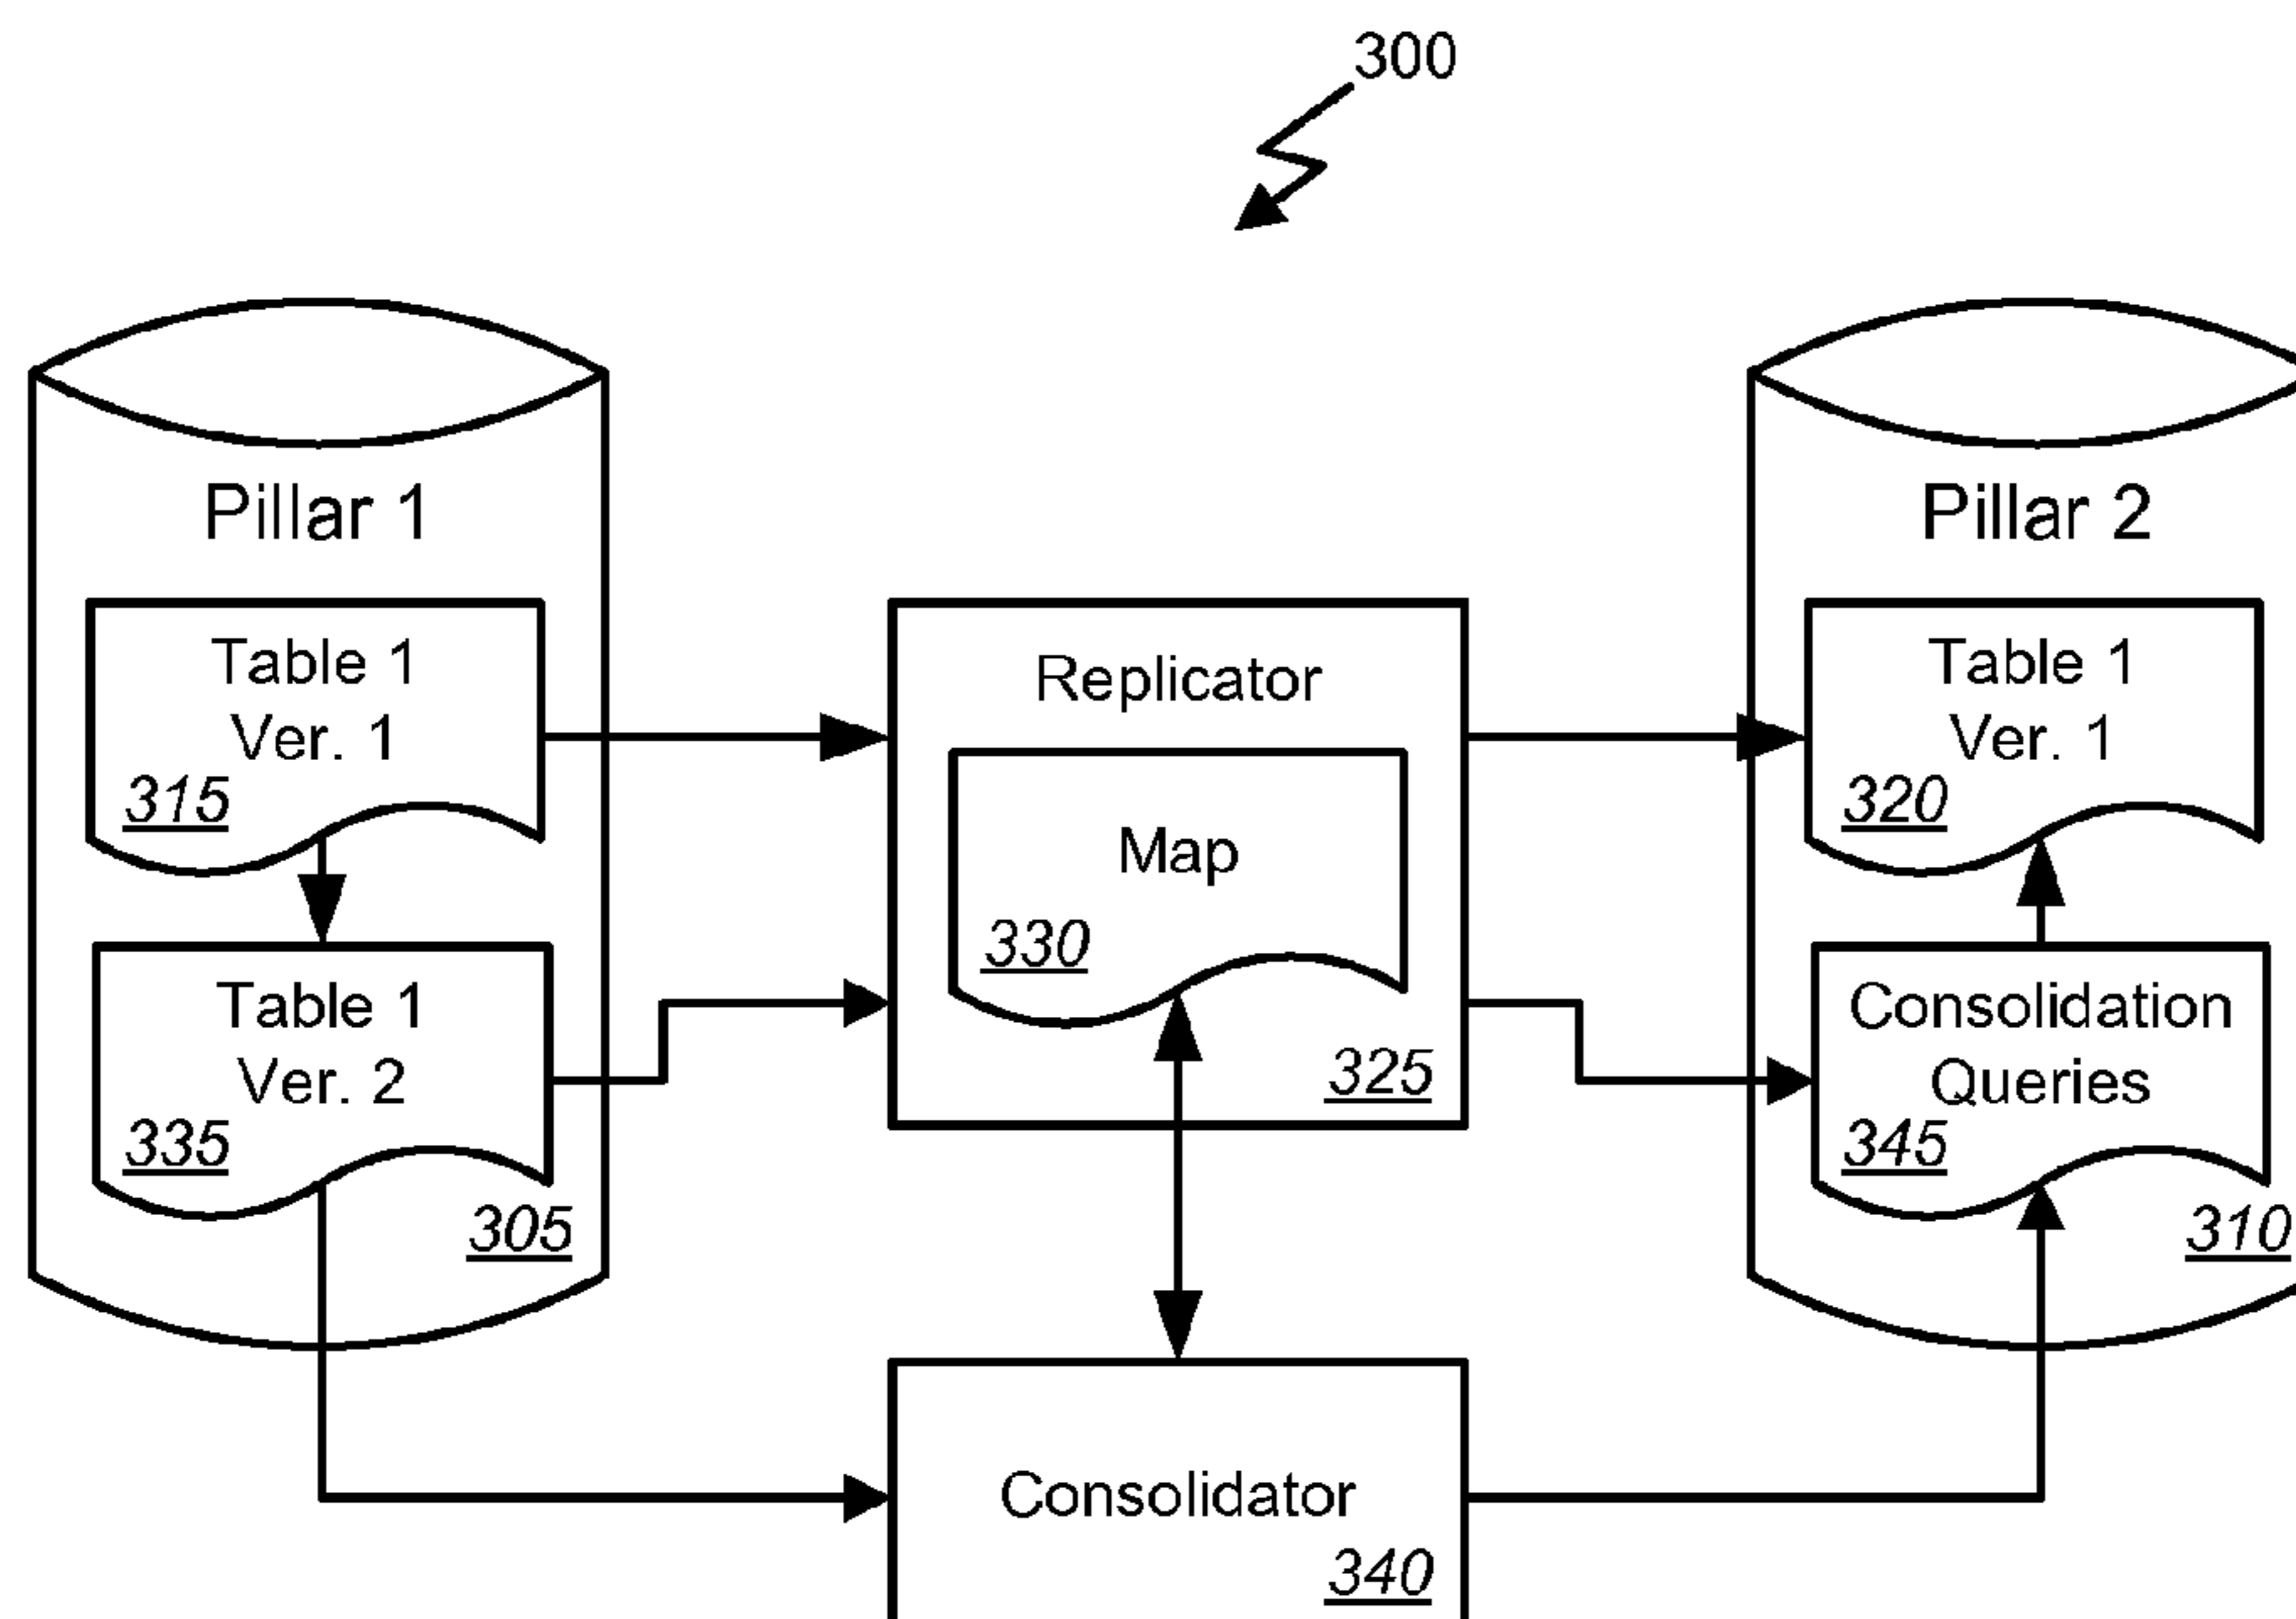 300
Pillar 1
Table 1
Ver. 1
315
Table 1
Ver. 2
335
305
Replicator
Map
330
325
Consolidator
340
Pillar 2
Table 1
Ver. 1
320
Consolidation
Queries
345
310